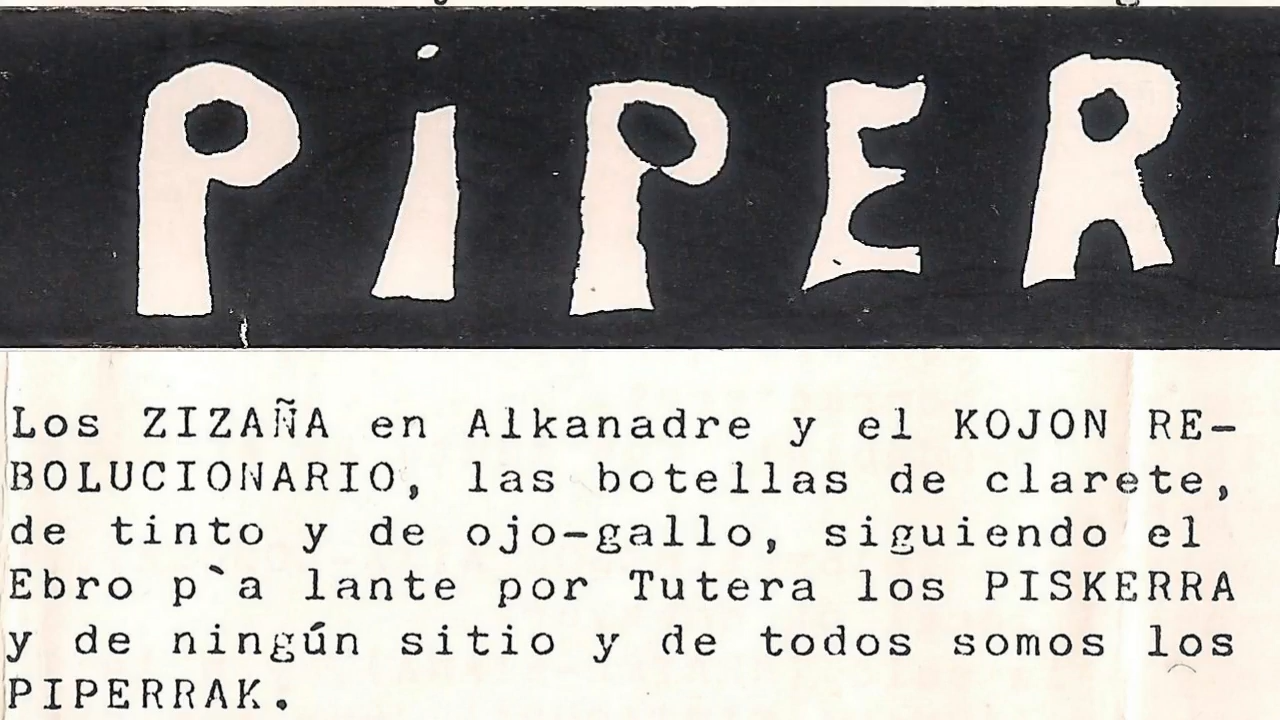 PiPER
Los ZIZAÑA en Alkanadre y el KOJON RE-
BOLUCIONARIO, las botellas de clarete,
de tinto y de ojo-gallo, siguiendo el
Ebro p`a lante por Tutera los PISKERRA
y de ningún sitio y de todos somos los
PIPERRAK.